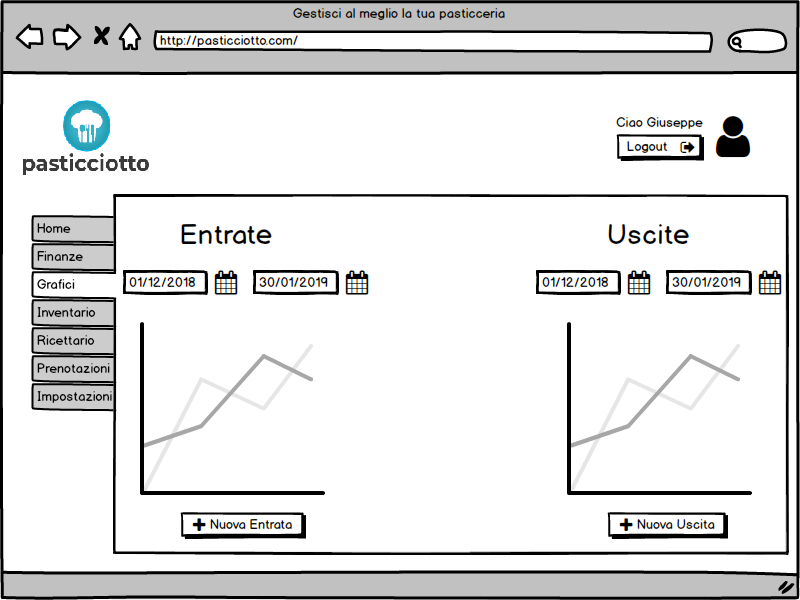 Gestisci al meglio la tua pasticceria
http://pasticciotto.com/
pasticciotto
Ciao Giuseppe
Logout
Home
Finanze
Grafici
Inventario
Ricettario
Prenotazioni
Impostazioni
Entrate
01/12/2018
30/01/2019
Nuova Entrata
Uscite
01/12/2018
30/01/2019
Nuova Uscita